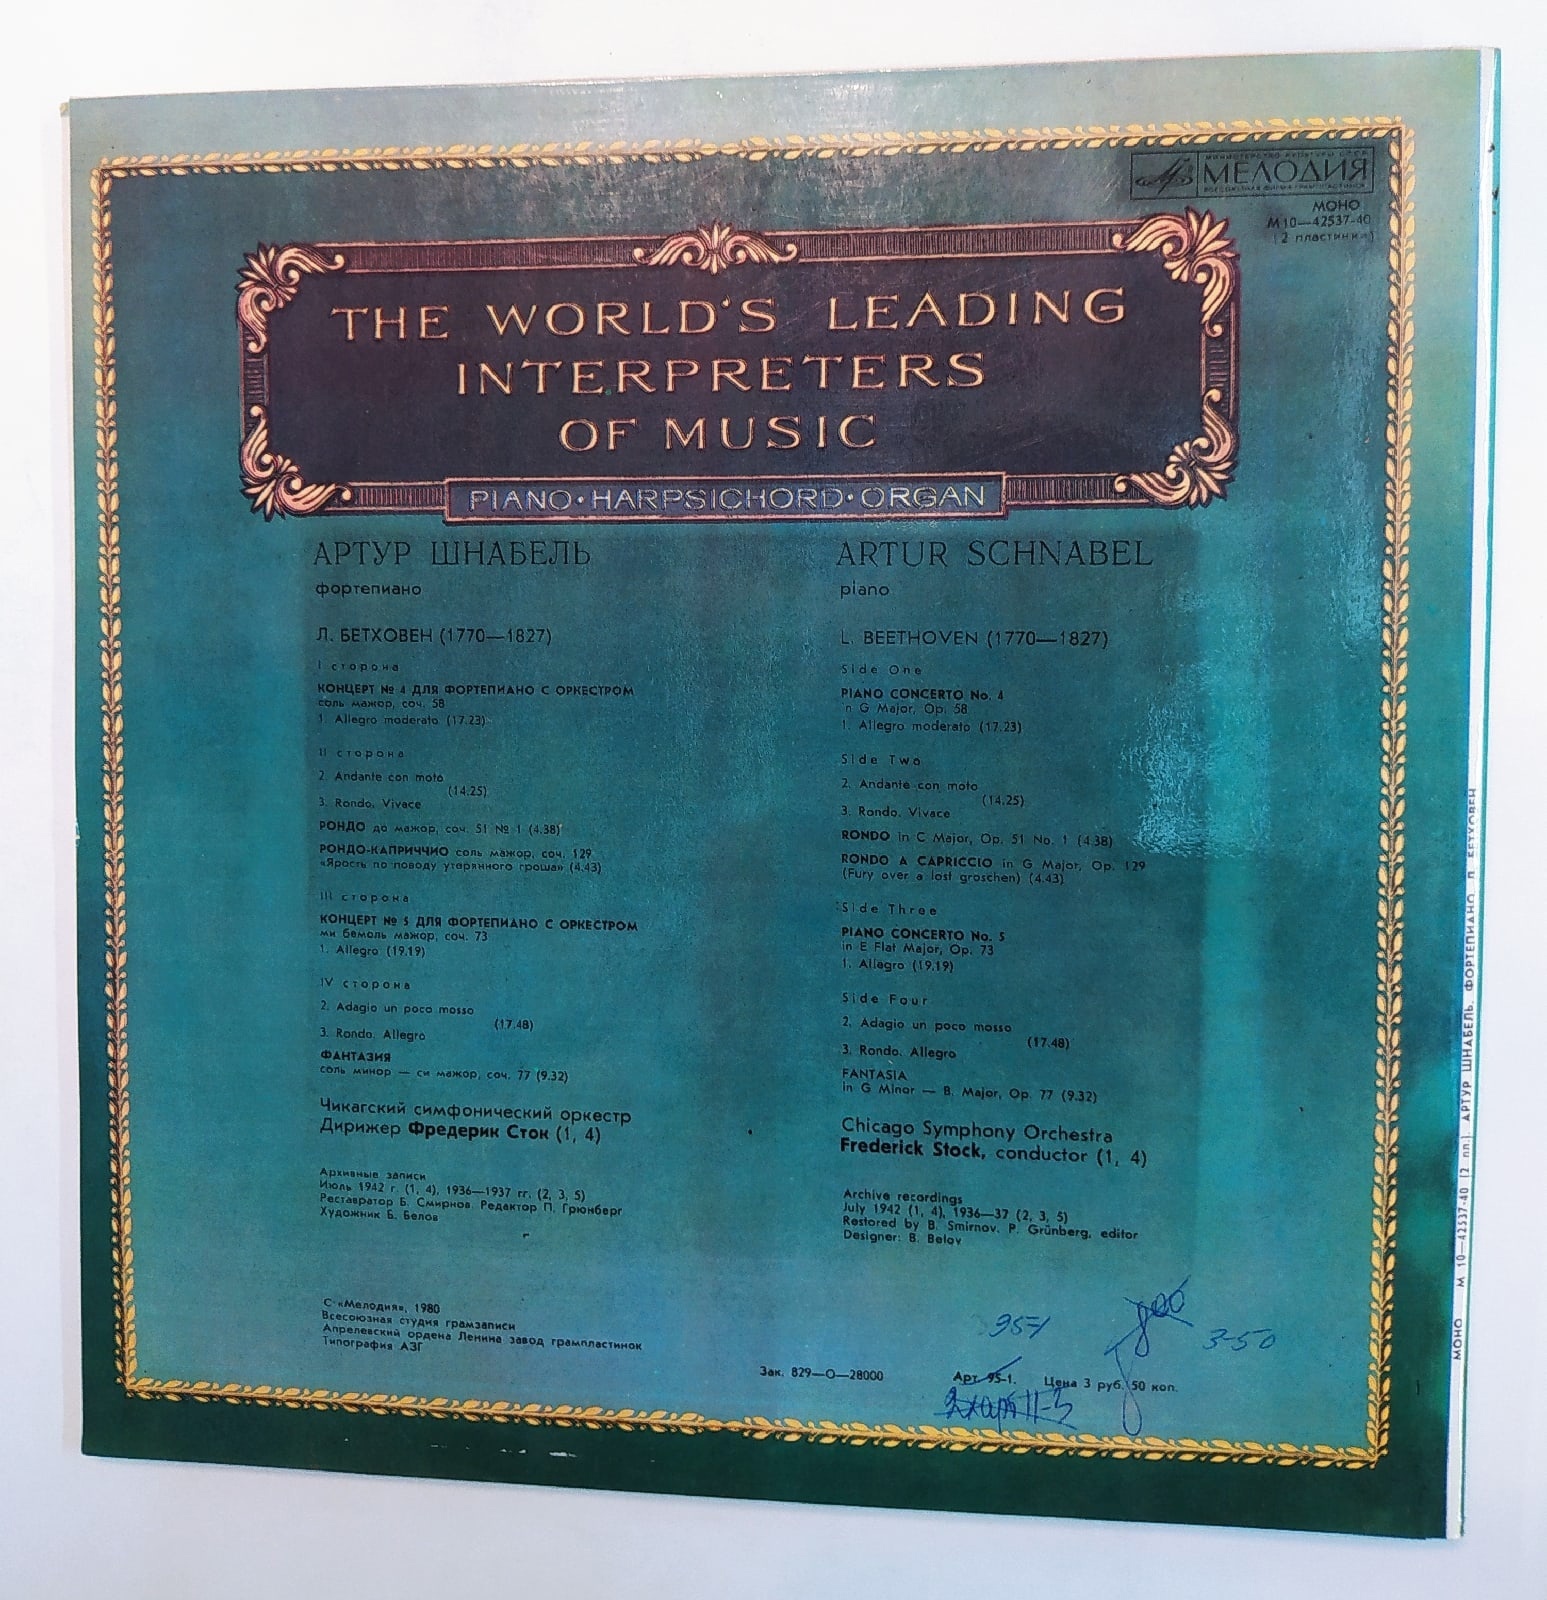 МИНИСТЕРСТВО КУЛЬТУРЫ СССР
МЕЛОДИЯ
ВСЕСОЮЗНАЯ ФИРМА ГРАМПЛАСТИНОК
МОНО
М 10—42537-40
(2 пластинки)
THE WORLD'S LEADING
INTERPRETERS
OF MUSIC
PIANO·HARPSICHORD·ORGAN
АРТУР ШНАБЕЛЬ
фортепиано
Л. БЕТХОВЕН (1770—1827)
I сторона
КОНЦЕРТ № 4 ДЛЯ ФОРТЕПИАНО С ОРКЕСТРОМ
соль мажор, соч. 58
1. Allegro moderato (17.23)
II сторона
2. Andante con moto
(14.25)
3. Rondo. Vivace
РОНДО до мажор, соч. 51 № 1 (4.38)
РОНДО-КАПРИЧЧИО соль мажор, соч. 129
«Ярость по поводу утерянного гроша» (4.43)
III сторона
КОНЦЕРТ № 5 ДЛЯ ФОРТЕПИАНО С ОРКЕСТРОМ
ми бемоль мажор, соч. 73
1. Allegro (19.19)
IV сторона
2. Adagio un poco mosso
(17.48)
3. Rondo. Allegro
ФАНТАЗИЯ
соль минор — си мажор, соч. 77 (9.32)
Чикагский симфонический оркестр
Дирижер Фредерик Сток (1, 4)
Архивные записи
Июль 1942 г. (1, 4), 1936—1937 гг. (2, 3, 5)
Реставратор Б. Смирнов. Редактор П. Грюнберг
Художник Б. Белов
С «Мелодия», 1980
Всесоюзная студия грамзаписи
Апрелевский ордена Ленина завод грампластинок
Типография АЗГ
ARTUR SCHNABEL
piano
L. BEETHOVEN (1770—1827)
Side One
PIANO CONCERTO No. 4
in G Major, Op. 58
1. Allegro moderato (17.23)
Side Two
2. Andante con moto
(14.25)
3. Rondo. Vivace
RONDO in C Major, Op. 51 No. 1 (4.38)
RONDO A CAPRICCIO in G Major, Op. 129
(Fury over a lost groschen) (4.43)
Side Three
PIANO CONCERTO No. 5
in E Flat Major, Op. 73
1. Allegro (19.19)
Side Four
2. Adagio un poco mosso
(17.48)
3. Rondo. Allegro
FANTASIA
in G Minor — B. Major, Op. 77 (9.32)
Chicago Symphony Orchestra
Frederick Stock, conductor (1, 4)
Archive recordings
July 1942 (1, 4), 1936—37 (2, 3, 5)
Restored by B. Smirnov. P. Grünberg, editor
Designer: B. Belov
95-1
3-50
Зак. 829—О—28000
Арт. 95-1. Цена 3 руб. 50 коп.
МОНО М 10—42537-40 (2 пл.). АРТУР ШНАБЕЛЬ, ФОРТЕПИАНО. Л. БЕТХОВЕН